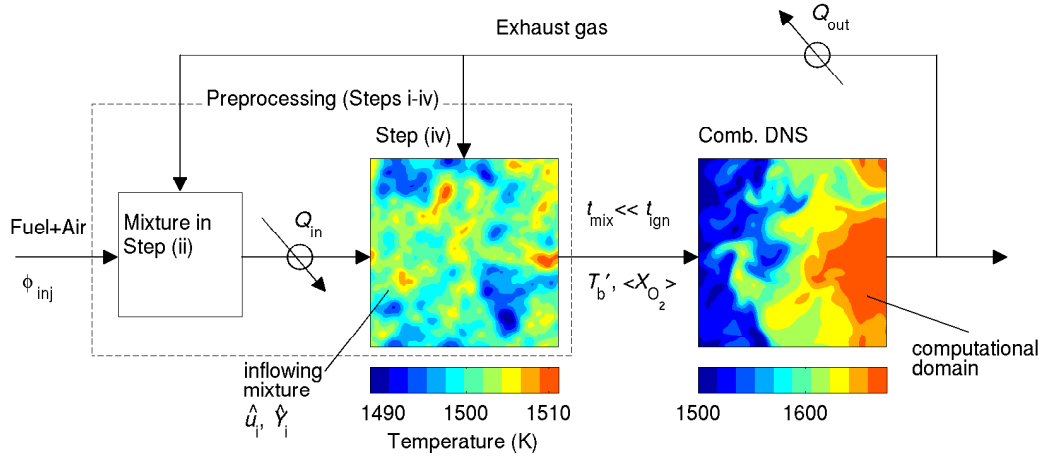 Q_out
Exhaust gas
Preprocessing (Steps i-iv)
Step (iv)
Comb. DNS
Mixture in
Step (ii)
Fuel+Air
ϕ_inj
Q_in
t_mix << t_ign
T_b′, <X_O_2>
inflowing
mixture
û_i, Ŷ_i
computational
domain
1490 1500 1510
Temperature (K)
1500 1600